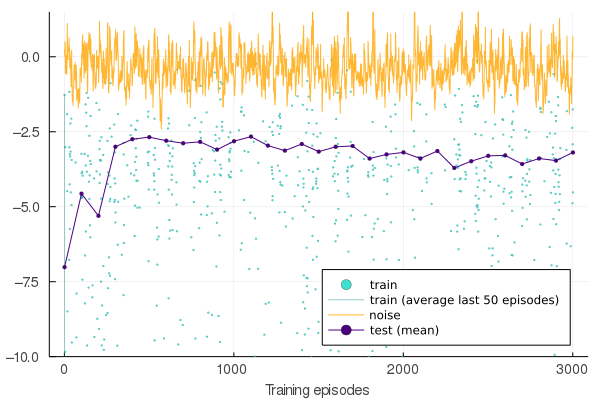 0.0
−2.5
−5.0
−7.5
−10.0
train
train (average last 50 episodes)
noise
test (mean)
0 1000 2000 3000
Training episodes